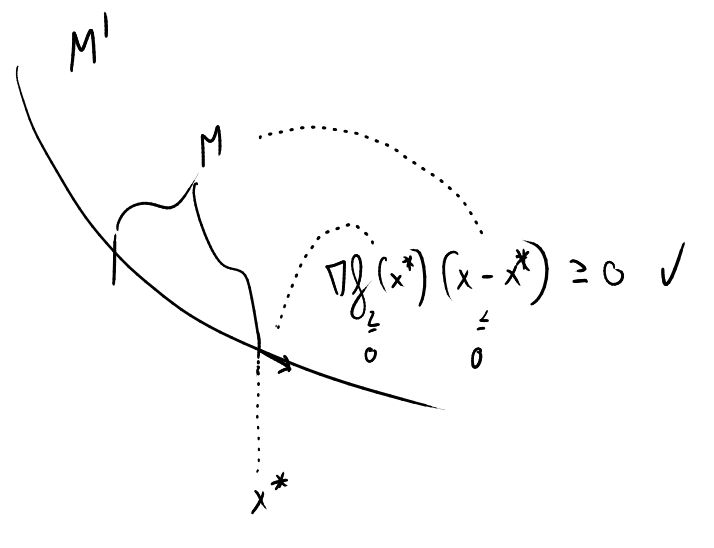 M'
M
∇f(x*) (x - x*) ≥ 0 ✓
≥ ≤
0 0
x*